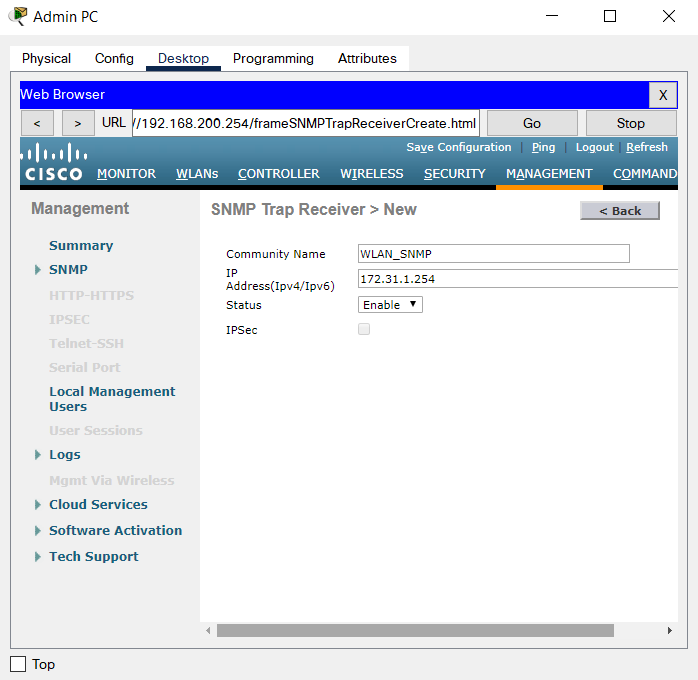 Admin PC
Physical Config Desktop Programming Attributes
Web Browser X
< > URL //192.168.200.254/frameSNMPTrapReceiverCreate.html Go Stop
Save Configuration | Ping | Logout | Refresh
CISCO MONITOR WLANs CONTROLLER WIRELESS SECURITY MANAGEMENT COMMAND
Management
SNMP Trap Receiver > New
< Back
Summary
SNMP
HTTP-HTTPS
IPSEC
Telnet-SSH
Serial Port
Local Management
Users
User Sessions
Logs
Mgmt Via Wireless
Cloud Services
Software Activation
Tech Support
Community Name WLAN_SNMP
IP
Address(Ipv4/Ipv6) 172.31.1.254
Status Enable
IPSec
Top